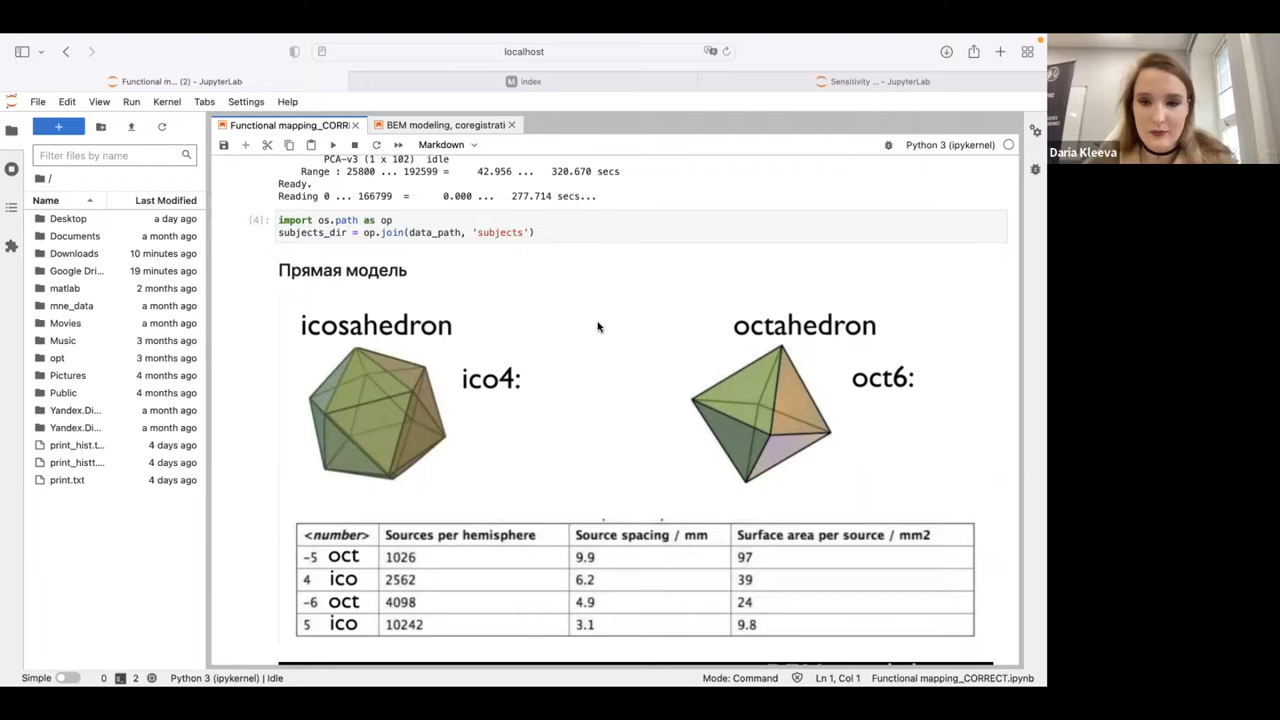 localhost
Functional m... (2) - JupyterLab
Index
Sensitivity ... - JupyterLab
File Edit View Run Kernel Tabs Settings Help
Functional mapping_CORR
BEM modeling, coregistrati
Markdown
Python 3 (ipykernel)
Filter files by name
/
Name Last Modified
Desktop a day ago
Documents a month ago
Downloads 10 minutes ago
Google Dri... 19 minutes ago
matlab 2 months ago
mne_data a month ago
Movies a month ago
Music 3 months ago
opt 4 months ago
Pictures 4 months ago
Public 4 months ago
Yandex.Di... a month ago
Yandex.Di... a month ago
print_hist.t... 4 days ago
print_histt.... 4 days ago
print.txt 4 days ago
PCA-v3 (1 x 102) idle
Range : 25800 ... 192599 = 42.956 ... 320.670 secs
Ready.
Reading 0 ... 166799 = 0.000 ... 277.714 secs...
[4]: import os.path as op
subjects_dir = op.join(data_path, 'subjects')
Прямая модель
icosahedron
ico4:
octahedron
oct6:
<number> Sources per hemisphere Source spacing / mm Surface area per source / mm2
-5 oct 1026 9.9 97
4 ico 2562 6.2 39
-6 oct 4098 4.9 24
5 ico 10242 3.1 9.8
Simple 0 2 Python 3 (ipykernel) | Idle
Mode: Command Ln 1, Col 1 Functional mapping_CORRECT.ipynb
Daria Kleeva